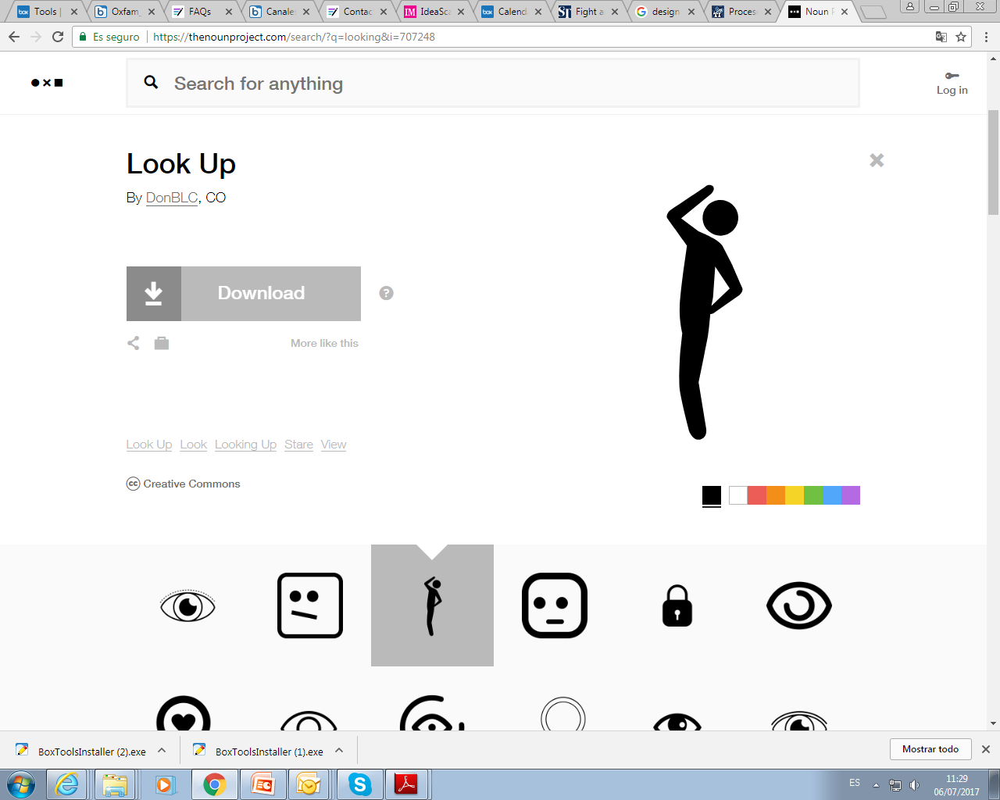 Tools |
Oxfam
FAQs
Canale
Contac
IdeaSca
Calend
Fight a
design
Proces
Noun P
Es seguro
https://thenounproject.com/search/?q=looking&i=707248
Search for anything
Log in
Look Up
By DonBLC, CO
Download
?
More like this
Look Up Look Looking Up Stare View
cc Creative Commons
BoxToolsInstaller (2).exe
BoxToolsInstaller (1).exe
Mostrar todo
ES
11:29
06/07/2017